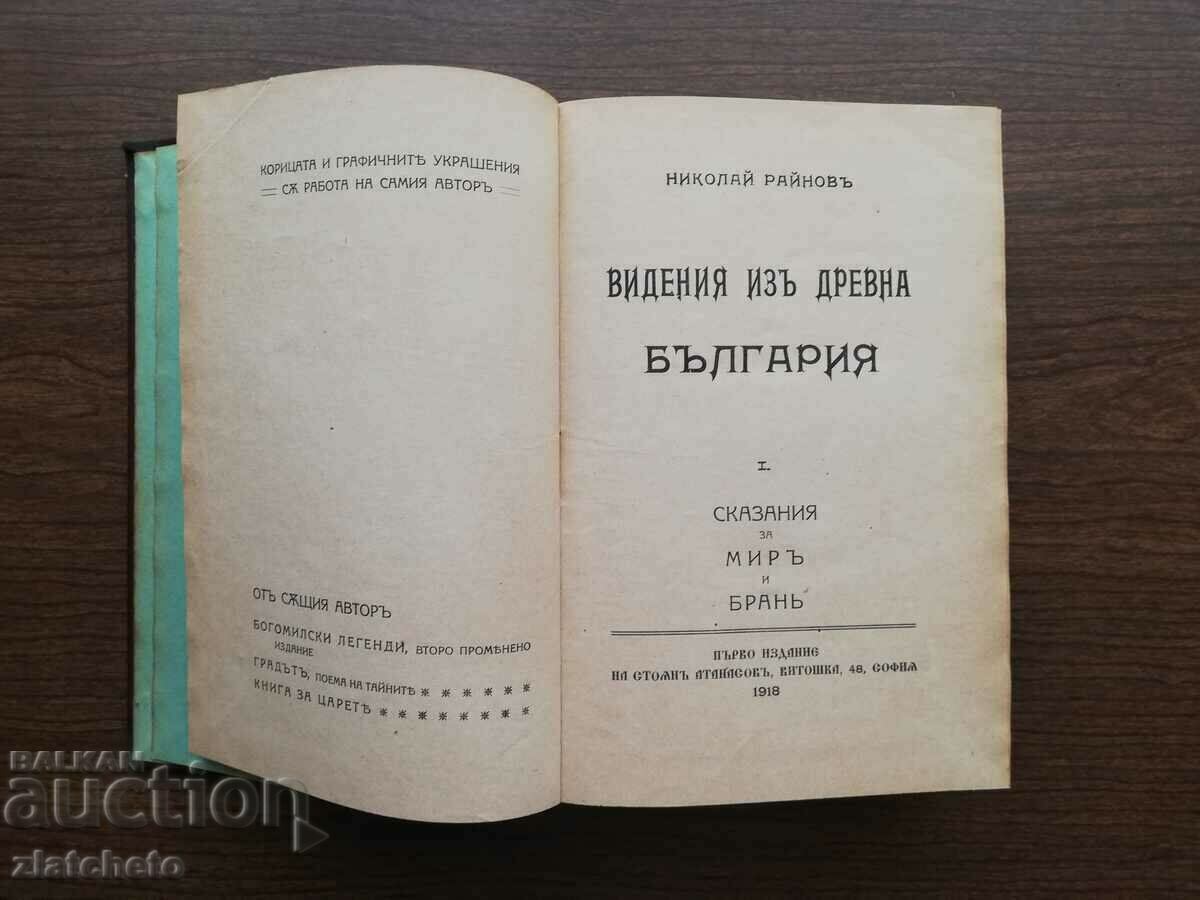 КОРИЦАТА И ГРАФИЧНИТѢ УКРАШЕНИЯ
СѪ РАБОТА НА САМИЯ АВТОРЪ
ОТЪ СѪЩИЯ АВТОРЪ
БОГОМИЛСКИ ЛЕГЕНДИ, ВТОРО ПРОМѢНЕНО
ИЗДАНИЕ
ГРАДЪТЪ, ПОЕМА НА ТАЙНИТѢ * * * * * *
КНИГА ЗА ЦАРЕТѢ * * * * * * * *
НИКОЛАЙ РАЙНОВЪ
ВИДЕНИЯ ИЗЪ ДРЕВНА
БЪЛГАРИЯ
I.
СКАЗАНИЯ
ЗА
МИРЪ
И
БРАНЬ
ПЪРВО ИЗДАНИЕ
НА СТОЯНЪ АТАНАСОВЪ, ВИТОШКА, 48, СОФИЯ
1918
BALKAN
auction
zlatcheto